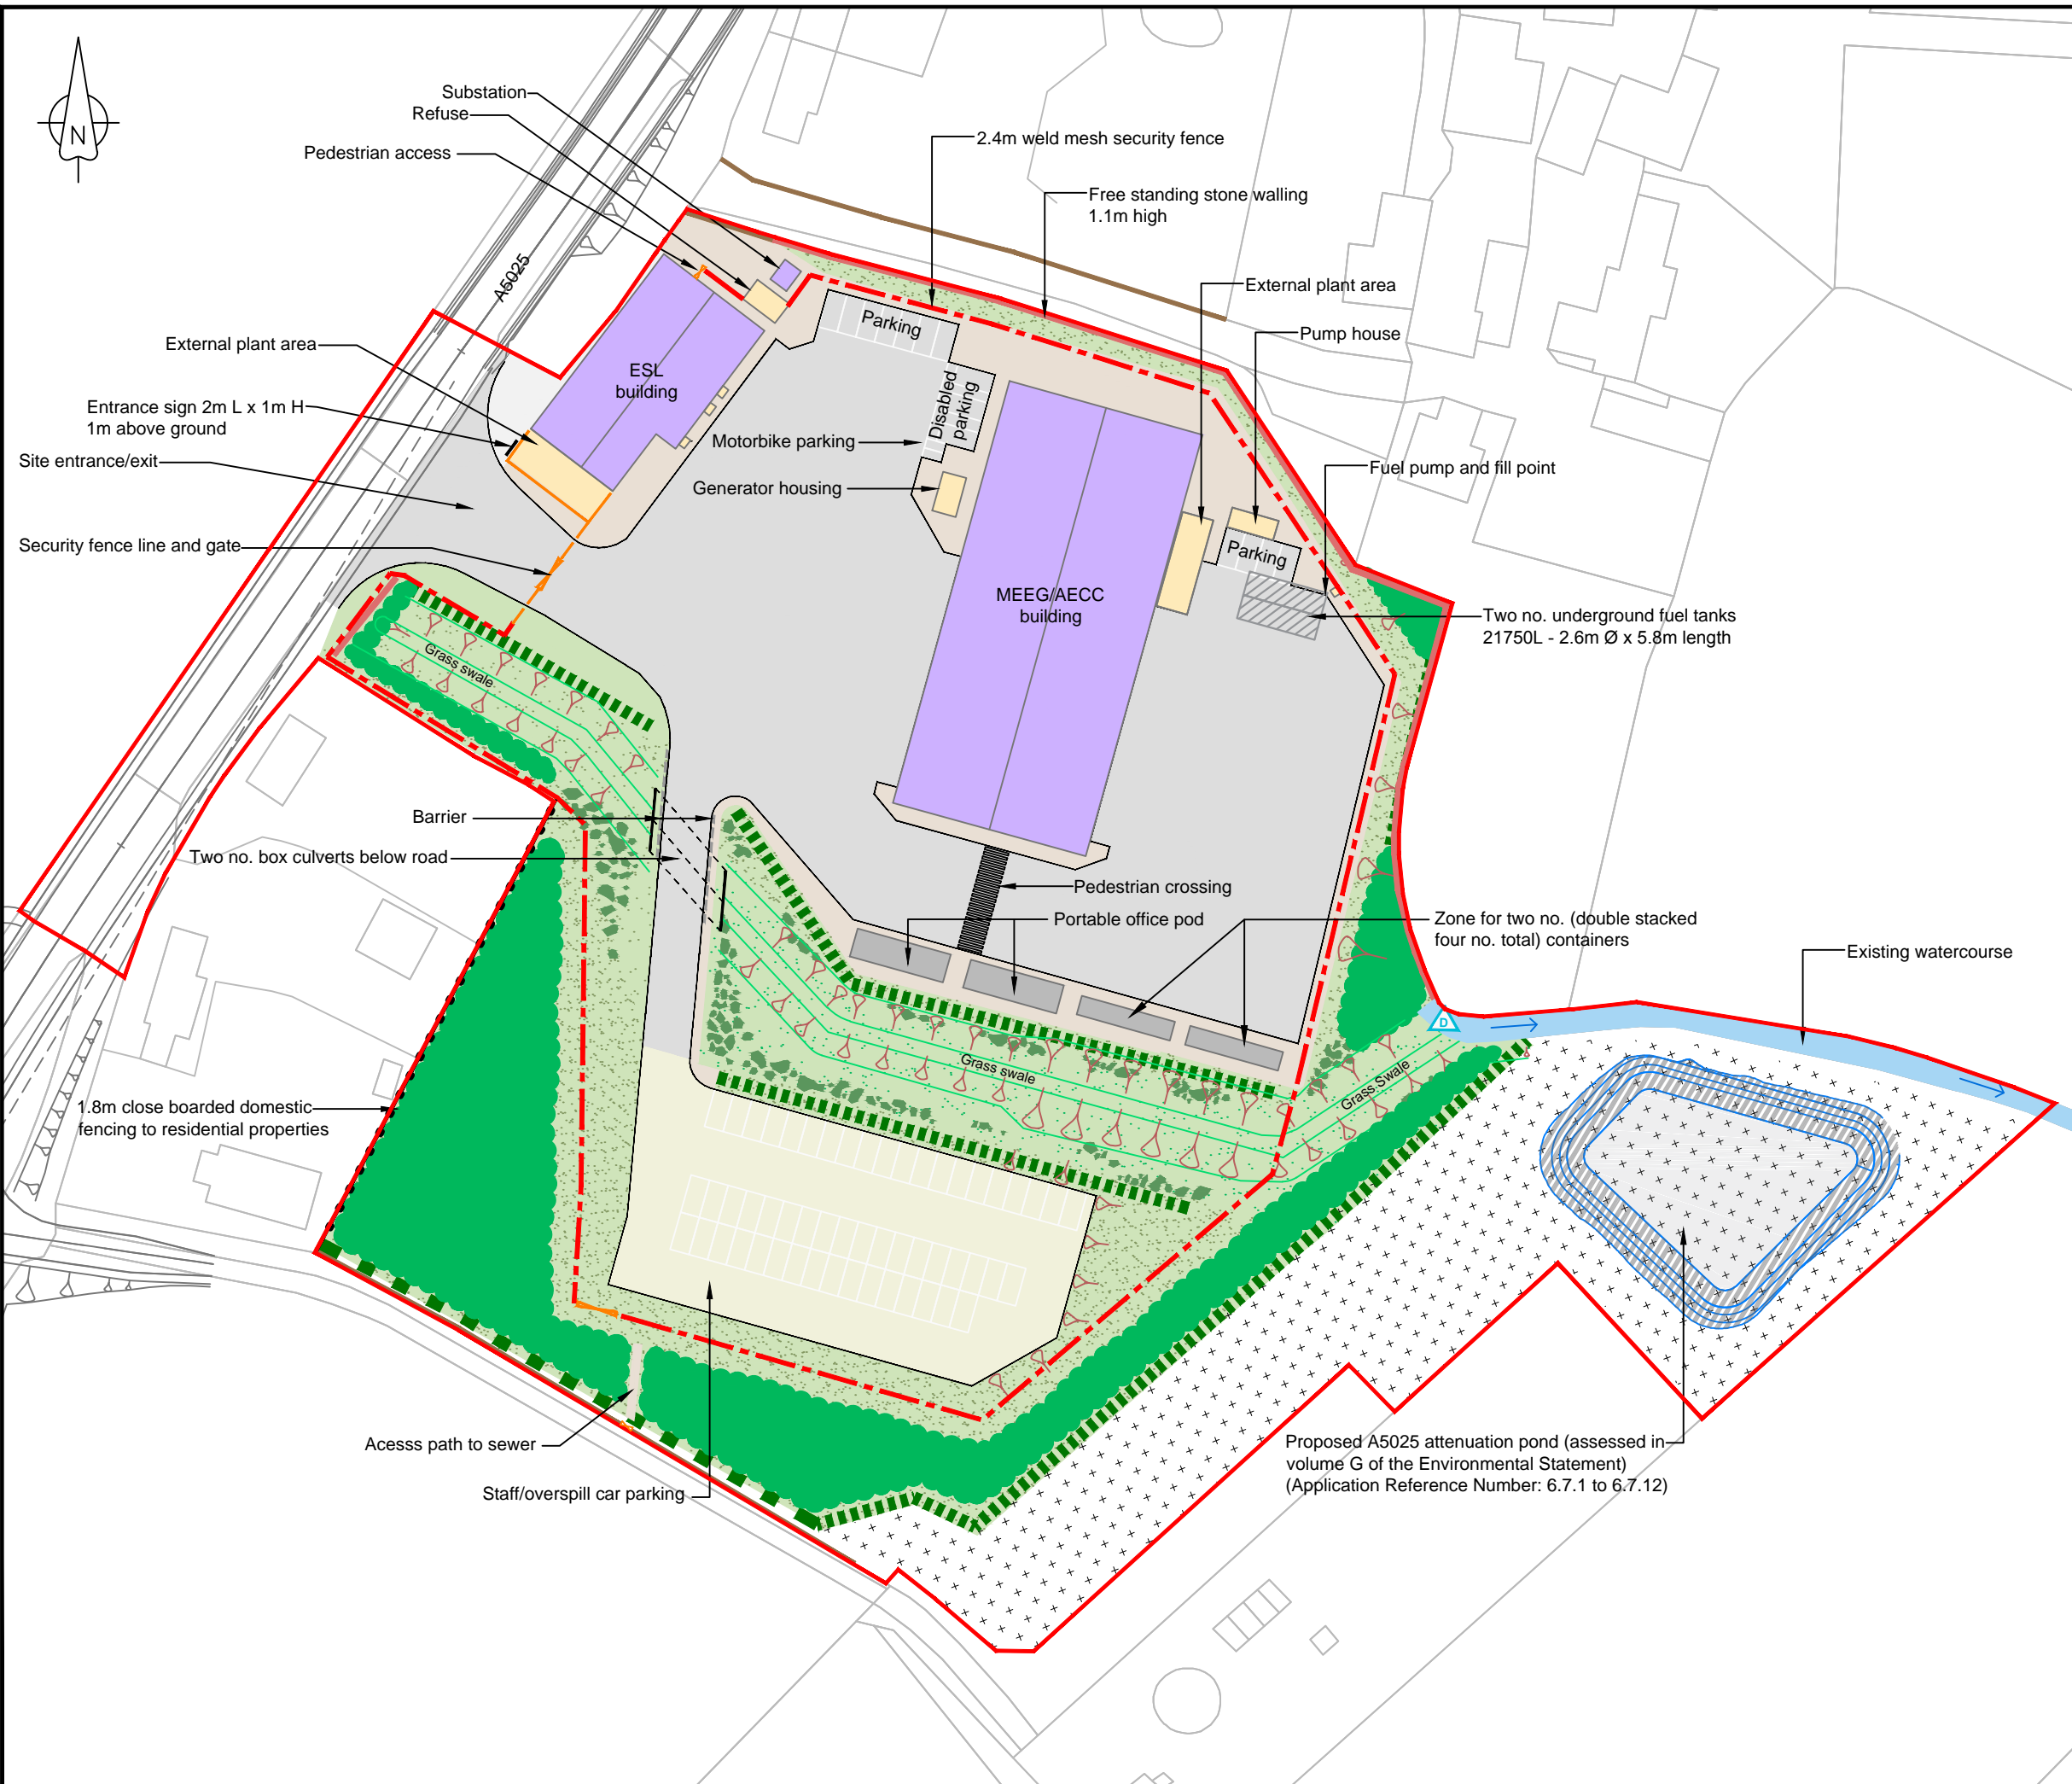 N
Substation
Refuse
Pedestrian access
2.4m weld mesh security fence
Free standing stone walling
1.1m high
A5025
External plant area
Pump house
Parking
External plant area
ESL
building
Disabled
parking
Entrance sign 2m L x 1m H
1m above ground
Motorbike parking
Site entrance/exit
Fuel pump and fill point
Generator housing
Security fence line and gate
Parking
MEEG/AECC
building
Two no. underground fuel tanks
21750L - 2.6m Ø x 5.8m length
Grass swale
Barrier
Two no. box culverts below road
Pedestrian crossing
Portable office pod
Zone for two no. (double stacked
four no. total) containers
Existing watercourse
D
Grass swale
Grass Swale
1.8m close boarded domestic
fencing to residential properties
Acesss path to sewer
Staff/overspill car parking
Proposed A5025 attenuation pond (assessed in
volume G of the Environmental Statement)
(Application Reference Number: 6.7.1 to 6.7.12)